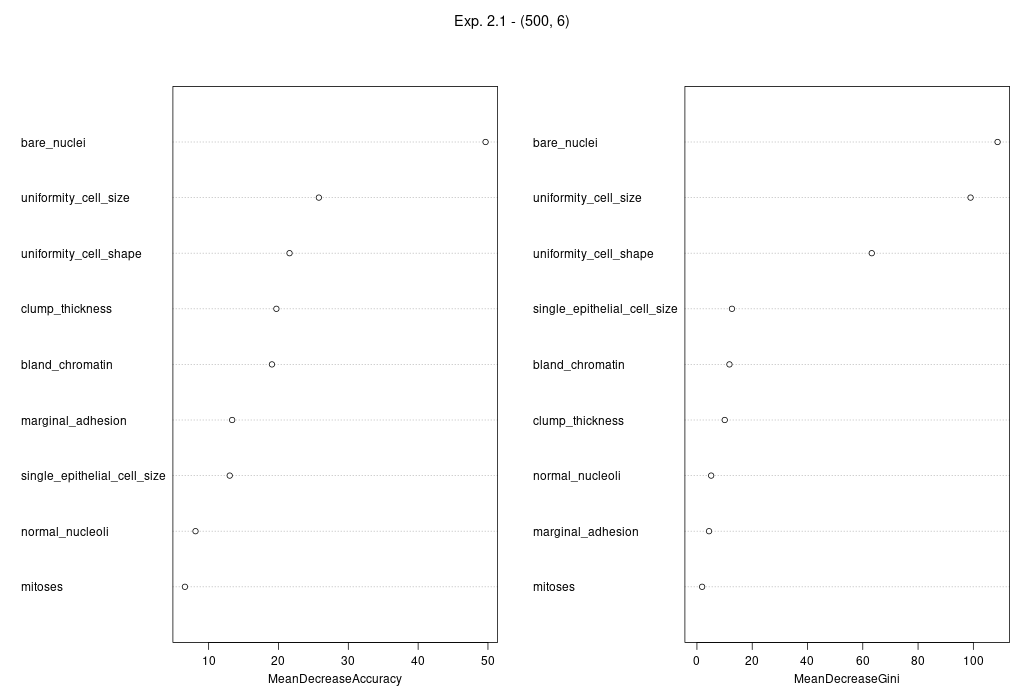 Exp. 2.1 - (500, 6)
bare_nuclei
uniformity_cell_size
uniformity_cell_shape
clump_thickness
bland_chromatin
marginal_adhesion
single_epithelial_cell_size
normal_nucleoli
mitoses
10 20 30 40 50
MeanDecreaseAccuracy
bare_nuclei
uniformity_cell_size
uniformity_cell_shape
single_epithelial_cell_size
bland_chromatin
clump_thickness
normal_nucleoli
marginal_adhesion
mitoses
0 20 40 60 80 100
MeanDecreaseGini